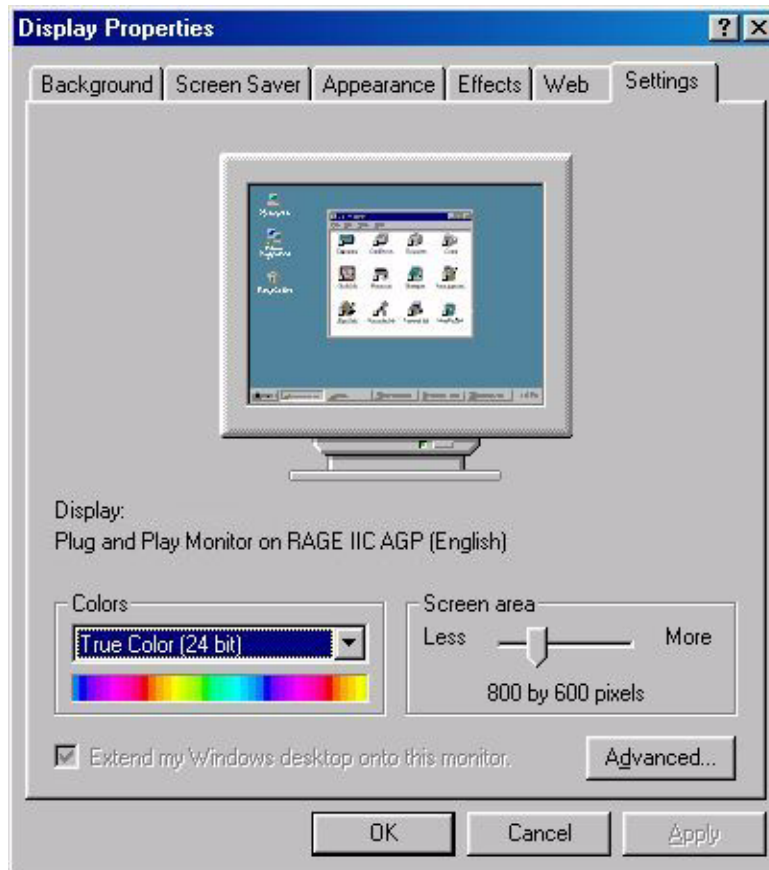 Display Properties
Background Screen Saver Appearance Effects Web Settings
Display:
Plug and Play Monitor on RAGE IIC AGP (English)
Colors
True Color (24 bit)
Screen area
Less More
800 by 600 pixels
Extend my Windows desktop onto this monitor.
Advanced...
OK Cancel Apply